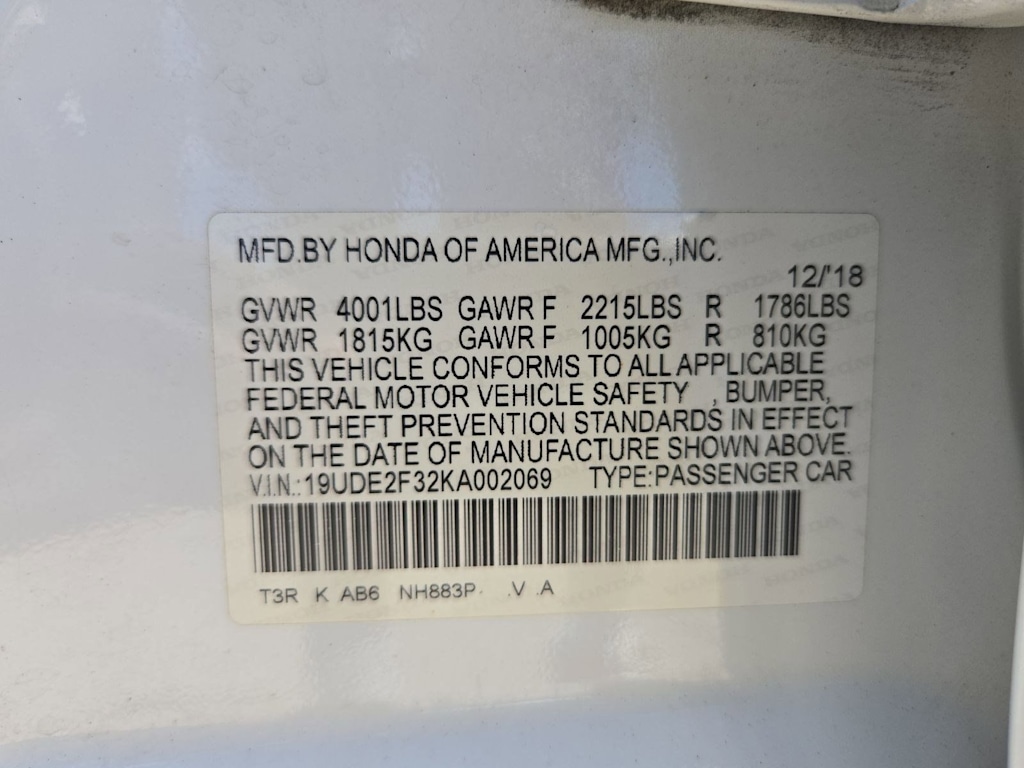 MFD.BY HONDA OF AMERICA MFG.,INC.
12/'18
GVWR 4001LBS GAWR F 2215LBS R 1786LBS
GVWR 1815KG GAWR F 1005KG R 810KG
THIS VEHICLE CONFORMS TO ALL APPLICABLE
FEDERAL MOTOR VEHICLE SAFETY , BUMPER,
AND THEFT PREVENTION STANDARDS IN EFFECT
ON THE DATE OF MANUFACTURE SHOWN ABOVE.
V.I.N.:19UDE2F32KA002069 TYPE:PASSENGER CAR
T3R K AB6 NH883P .V .A